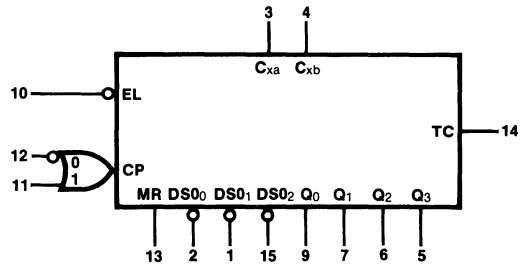 3 4
Cxa Cxb
10 EL
TC 14
12 0 CP
11 1
MR DS0₀ DS0₁ DS0₂ Q₀ Q₁ Q₂ Q₃
13 2 1 15 9 7 6 5